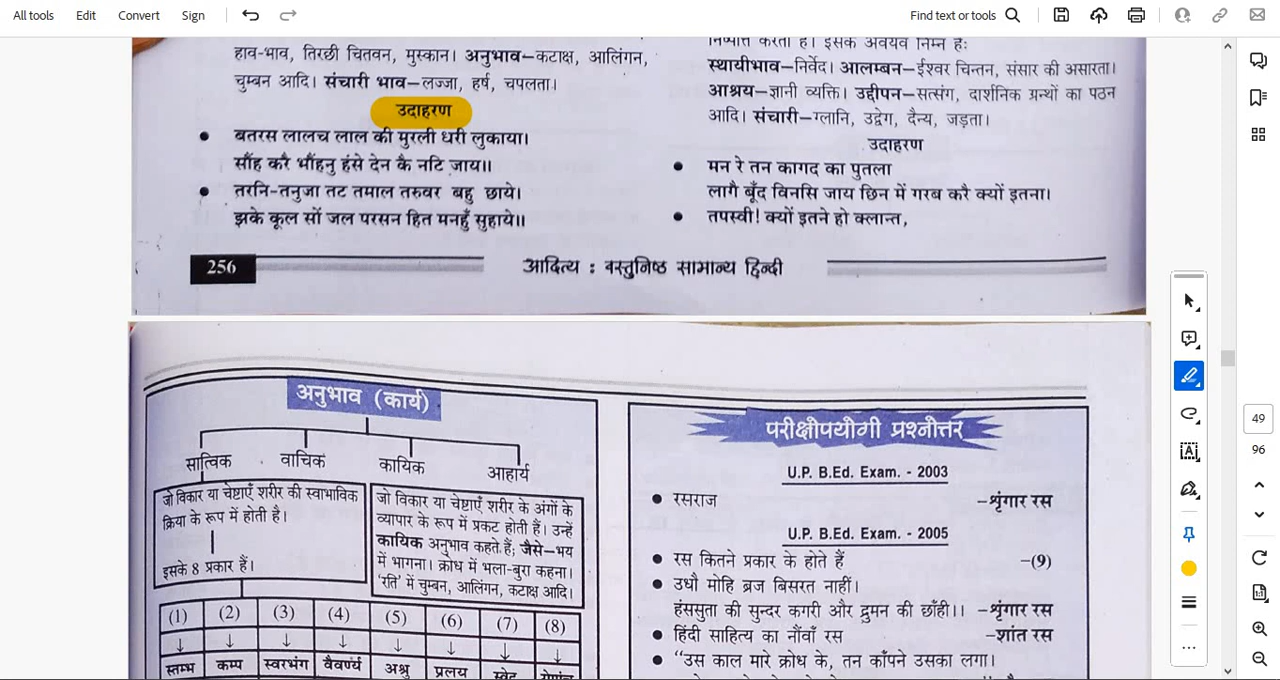 All tools Edit Convert Sign Find text or tools
हाव-भाव, तिरछी चितवन, मुस्कान। अनुभाव–कटाक्ष, आलिंगन,
चुम्बन आदि। संचारी भाव–लज्जा, हर्ष, चपलता।
उदाहरण
• बतरस लालच लाल की मुरली धरी लुकाया।
सौंह करै भौंहनु हंसे देन कै नटि जाय॥
• तरनि-तनुजा तट तमाल तरुवर बहु छाये।
झके कूल सों जल परसन हित मनहुँ सुहाये॥
निष्पत्ति करता है। इसके अवयव निम्न हैः
स्थायीभाव–निर्वेद। आलम्बन–ईश्वर चिन्तन, संसार की असारता।
आश्रय–ज्ञानी व्यक्ति। उद्दीपन–सत्संग, दार्शनिक ग्रन्थों का पठन
आदि। संचारी–ग्लानि, उद्वेग, दैन्य, जड़ता।
उदाहरण
• मन रे तन कागद का पुतला
लागै बूँद विनसि जाय छिन में गरब करै क्यों इतना।
• तपस्वी! क्यों इतने हो क्लान्त,
256 आदित्य : वस्तुनिष्ठ सामान्य हिन्दी
अनुभाव (कार्य)
सात्विक वाचिक कायिक आहार्य
जो विकार या चेष्टाएँ शरीर की स्वाभाविक
क्रिया के रूप में होती है।
इसके 8 प्रकार हैं।
जो विकार या चेष्टाएँ शरीर के अंगों के
व्यापार के रूप में प्रकट होती हैं। उन्हें
कायिक अनुभाव कहते हैं; जैसे–भय
में भागना। क्रोध में भला-बुरा कहना।
'रति' में चुम्बन, आलिंगन, कटाक्ष आदि।
(1) (2) (3) (4) (5) (6) (7) (8)
↓ ↓ ↓ ↓ ↓ ↓ ↓ ↓
स्तम्भ कम्प स्वरभंग वैवर्ण्य अश्रु प्रलय स्वेद
परीक्षोपयोगी प्रश्नोत्तर
U.P. B.Ed. Exam. - 2003
• रसराज –श्रृंगार रस
U.P. B.Ed. Exam. - 2005
• रस कितने प्रकार के होते हैं –(9)
• उधौ मोहि ब्रज बिसरत नाहीं।
हंससुता की सुन्दर कगरी और द्रुमन की छाँही।। –श्रृंगार रस
• हिंदी साहित्य का नौंवाँ रस –शांत रस
• "उस काल मारे क्रोध के, तन काँपने उसका लगा।
49
96